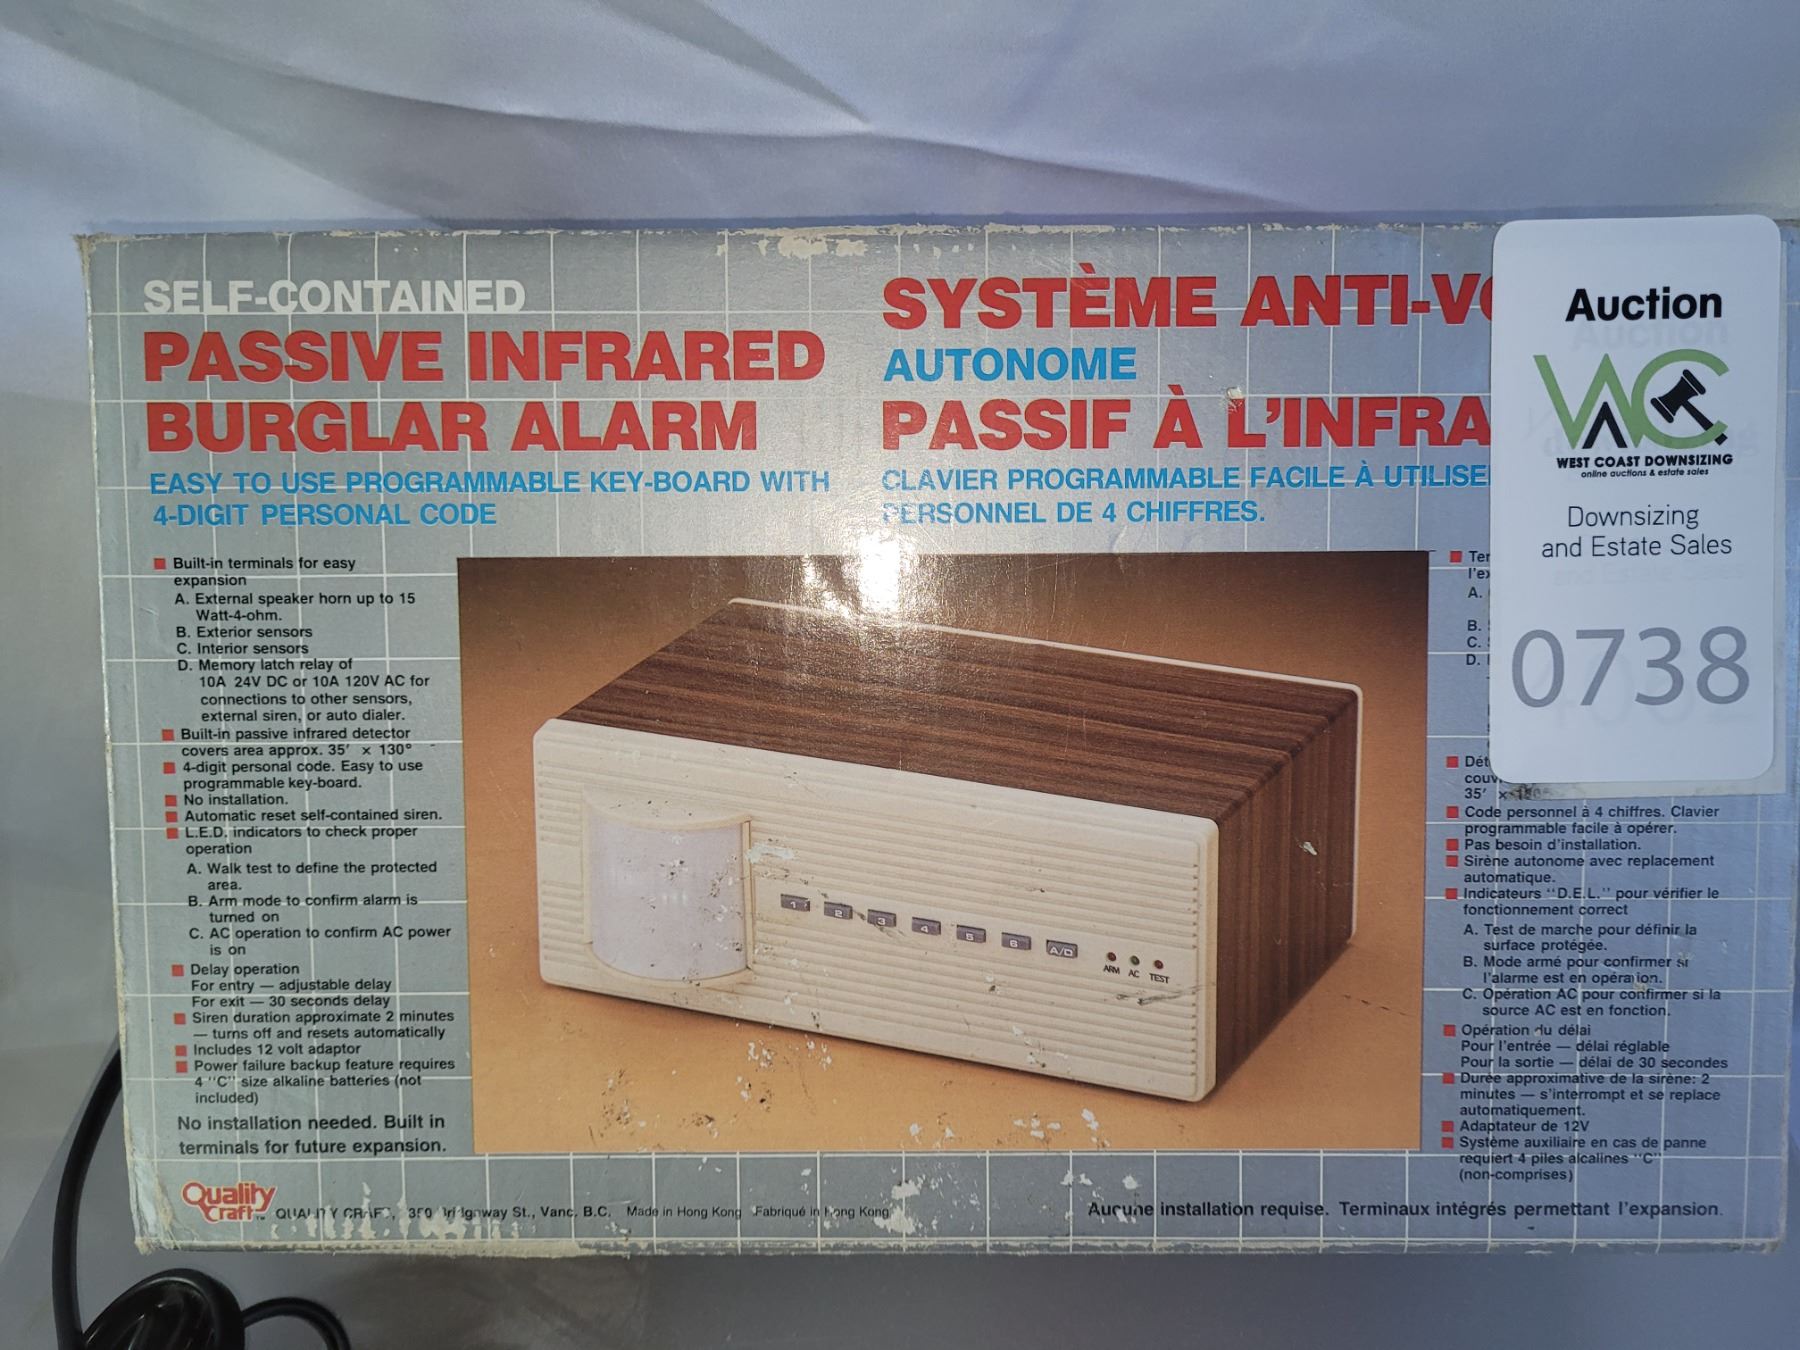 SELF-CONTAINED
PASSIVE INFRARED
BURGLAR ALARM
EASY TO USE PROGRAMMABLE KEY-BOARD WITH
4-DIGIT PERSONAL CODE
SYSTÈME ANTI-V
AUTONOME
PASSIF À L'INFRA
CLAVIER PROGRAMMABLE FACILE À UTILISE
PERSONNEL DE 4 CHIFFRES.
Built-in terminals for easy
expansion
A. External speaker horn up to 15
Watt-4-ohm.
B. Exterior sensors
C. Interior sensors
D. Memory latch relay of
10A 24V DC or 10A 120V AC for
connections to other sensors,
external siren, or auto dialer.
Built-in passive infrared detector
covers area approx. 35' × 130°
4-digit personal code. Easy to use
programmable key-board.
No installation.
Automatic reset self-contained siren.
L.E.D. indicators to check proper
operation
A. Walk test to define the protected
area.
B. Arm mode to confirm alarm is
turned on
C. AC operation to confirm AC power
is on
Delay operation
For entry — adjustable delay
For exit — 30 seconds delay
Siren duration approximate 2 minutes
— turns off and resets automatically
Includes 12 volt adaptor
Power failure backup feature requires
4 "C" size alkaline batteries (not
included)
No installation needed. Built in
terminals for future expansion.
1 2 3 4 5 6 A/D
ARM AC TEST
Ter
l'ex
A.
B.
C.
D.
Dét
couv
35' ×
Code personnel à 4 chiffres. Clavier
programmable facile à opérer.
Pas besoin d'installation.
Sirène autonome avec replacement
automatique.
Indicateurs "D.E.L." pour vérifier le
fonctionnement correct
A. Test de marche pour définir la
surface protégée.
B. Mode armé pour confirmer si
l'alarme est en opération.
C. Opération AC pour confirmer si la
source AC est en fonction.
Opération du délai
Pour l'entrée — délai réglable
Pour la sortie — délai de 30 secondes
Durée approximative de la sirène: 2
minutes — s'interrompt et se replace
automatiquement.
Adaptateur de 12V
Système auxiliaire en cas de panne
requiert 4 piles alcalines "C"
(non-comprises)
Quality
Craft
QUALITY CRAFT, St., Vanc. B.C. Made in Hong Kong Fabriqué in Hong Kong
Aucune installation requise. Terminaux intégrés permettant l'expansion.
Auction
WAC
WEST COAST DOWNSIZING
online auctions & estate sales
Downsizing
and Estate Sales
0738